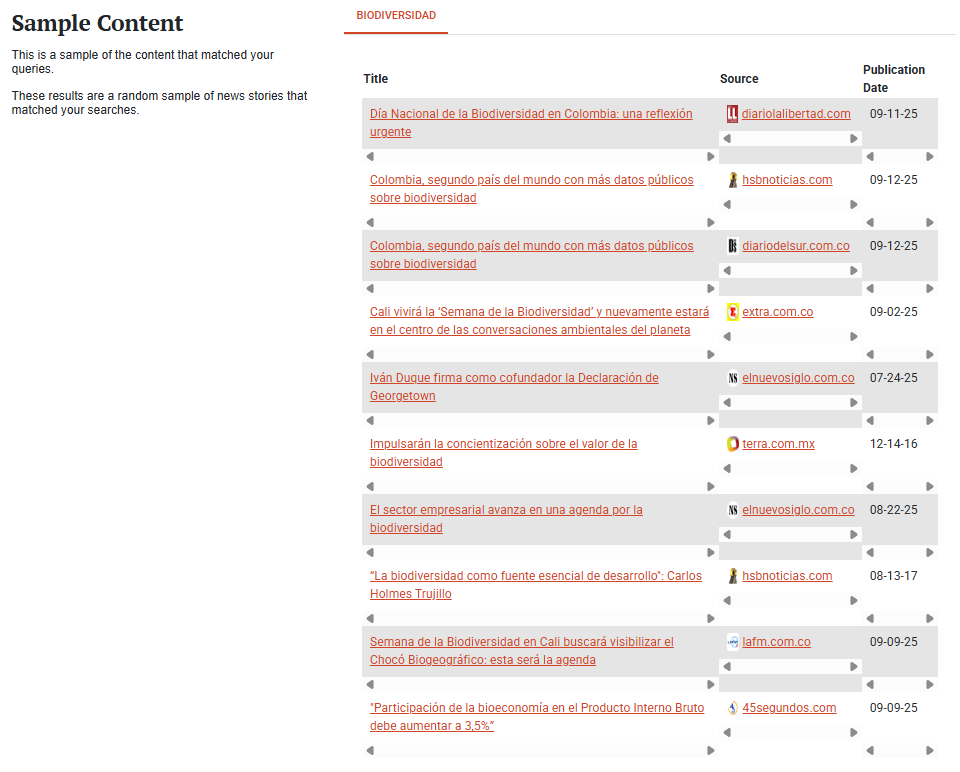 Sample Content
This is a sample of the content that matched your
queries.
These results are a random sample of news stories that
matched your searches.
BIODIVERSIDAD
Title Source Publication Date
Día Nacional de la Biodiversidad en Colombia: una reflexión
urgente
diariolalibertad.com 09-11-25
Colombia, segundo país del mundo con más datos públicos
sobre biodiversidad
hsbnoticias.com 09-12-25
Colombia, segundo país del mundo con más datos públicos
sobre biodiversidad
diariodelsur.com.co 09-12-25
Cali vivirá la ‘Semana de la Biodiversidad’ y nuevamente estará
en el centro de las conversaciones ambientales del planeta
extra.com.co 09-02-25
Iván Duque firma como cofundador la Declaración de
Georgetown
NS elnuevosiglo.com.co 07-24-25
Impulsarán la concientización sobre el valor de la
biodiversidad
terra.com.mx 12-14-16
El sector empresarial avanza en una agenda por la
biodiversidad
NS elnuevosiglo.com.co 08-22-25
“La biodiversidad como fuente esencial de desarrollo": Carlos
Holmes Trujillo
hsbnoticias.com 08-13-17
Semana de la Biodiversidad en Cali buscará visibilizar el
Chocó Biogeográfico: esta será la agenda
lafm.com.co 09-09-25
"Participación de la bioeconomía en el Producto Interno Bruto
debe aumentar a 3,5%”
45segundos.com 09-09-25